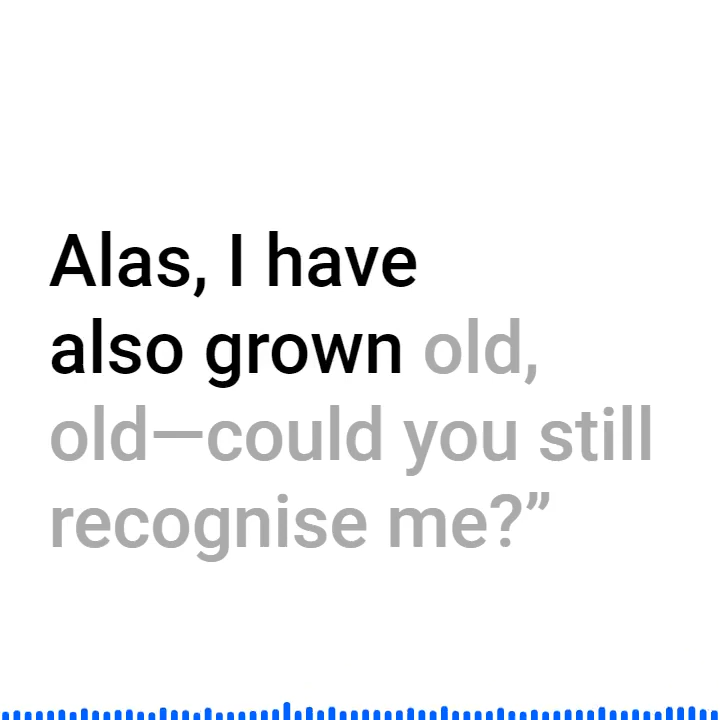 Alas, I have
also grown old,
old—could you still
recognise me?”